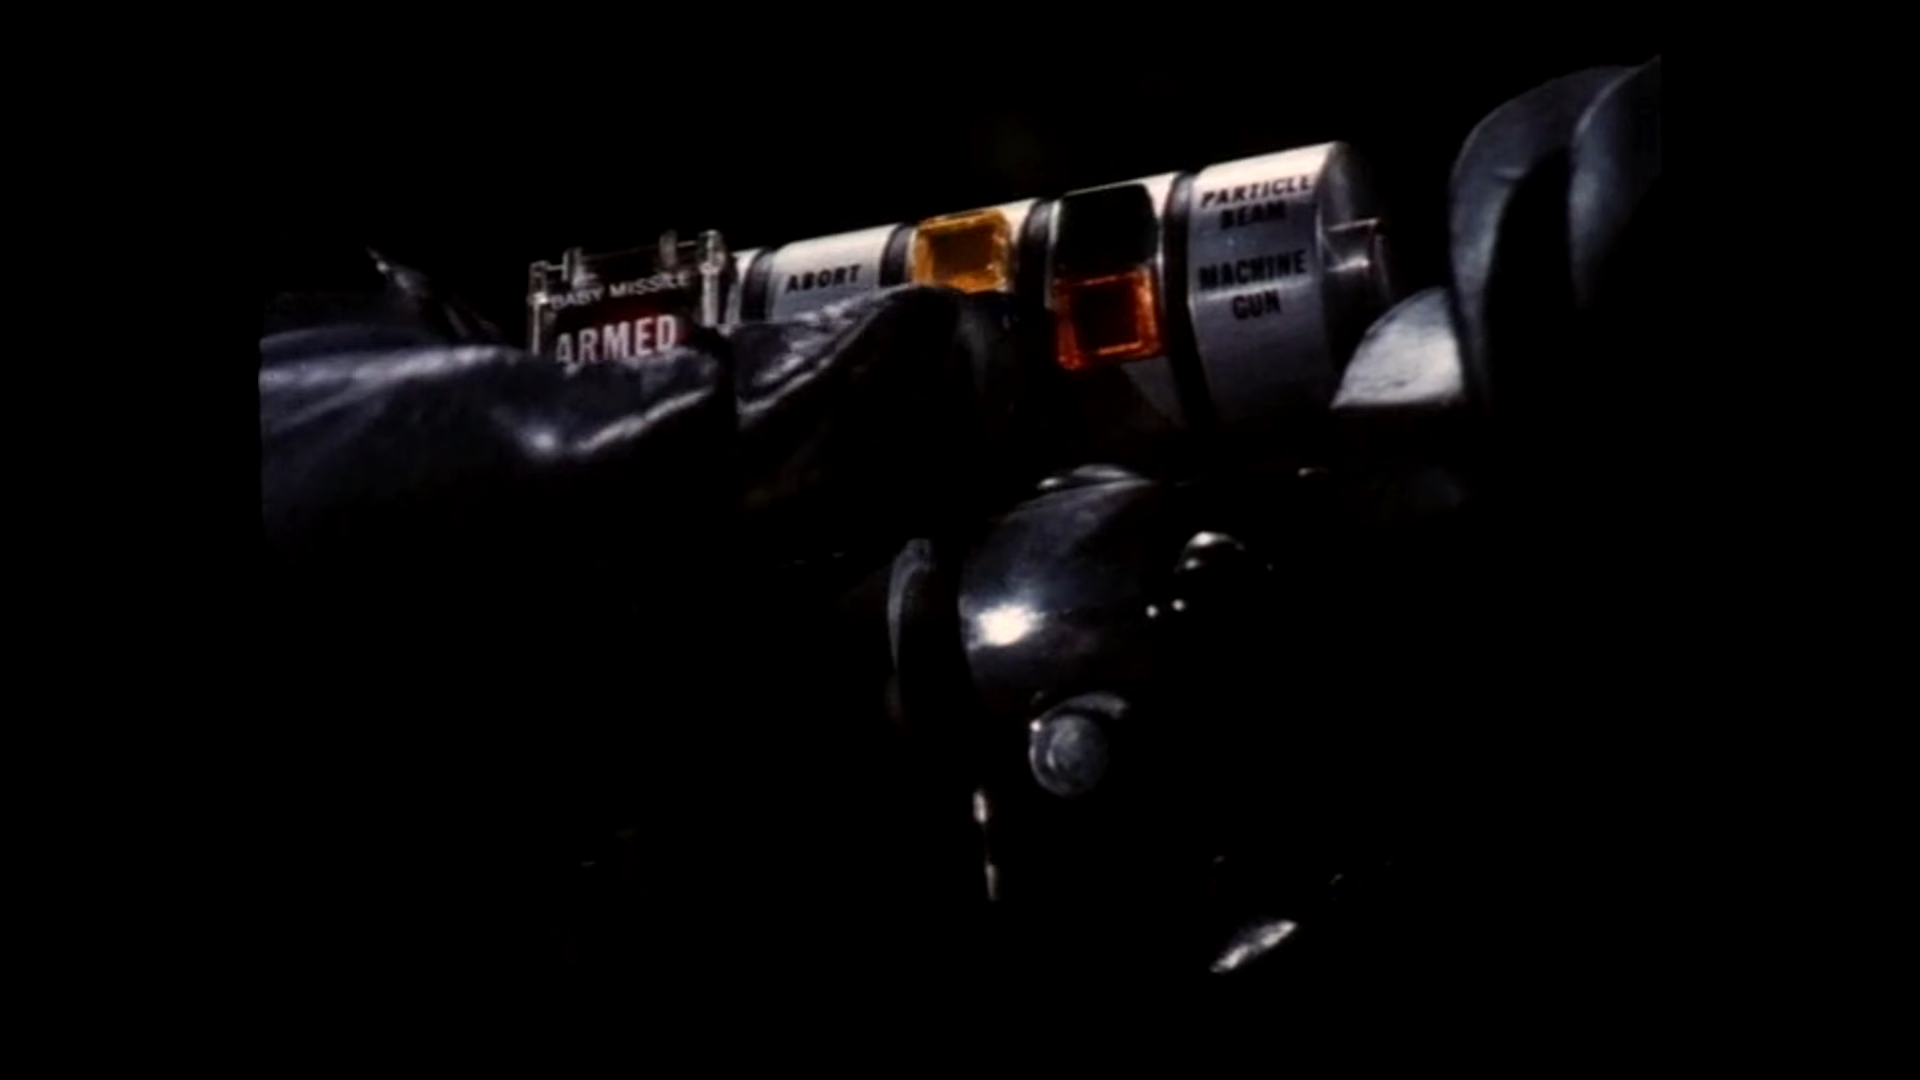 BABY MISSILE
ARMED
ABORT
PARTICLE
BEAM
MACHINE
GUN